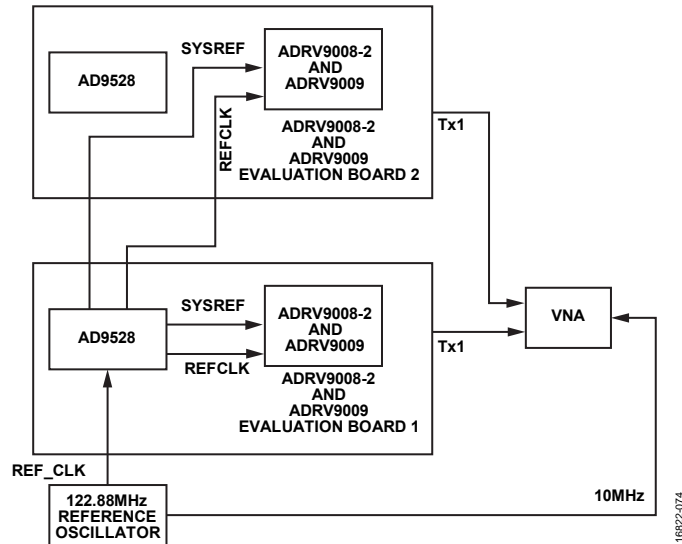 SYSREF
AD9528
ADRV9008-2
AND
ADRV9009
REFCLK
ADRV9008-2
AND
ADRV9009
EVALUATION BOARD 2
Tx1
AD9528
SYSREF
REFCLK
ADRV9008-2
AND
ADRV9009
ADRV9008-2
AND
ADRV9009
EVALUATION BOARD 1
Tx1
VNA
REF_CLK
122.88MHz
REFERENCE
OSCILLATOR
10MHz
16822-074